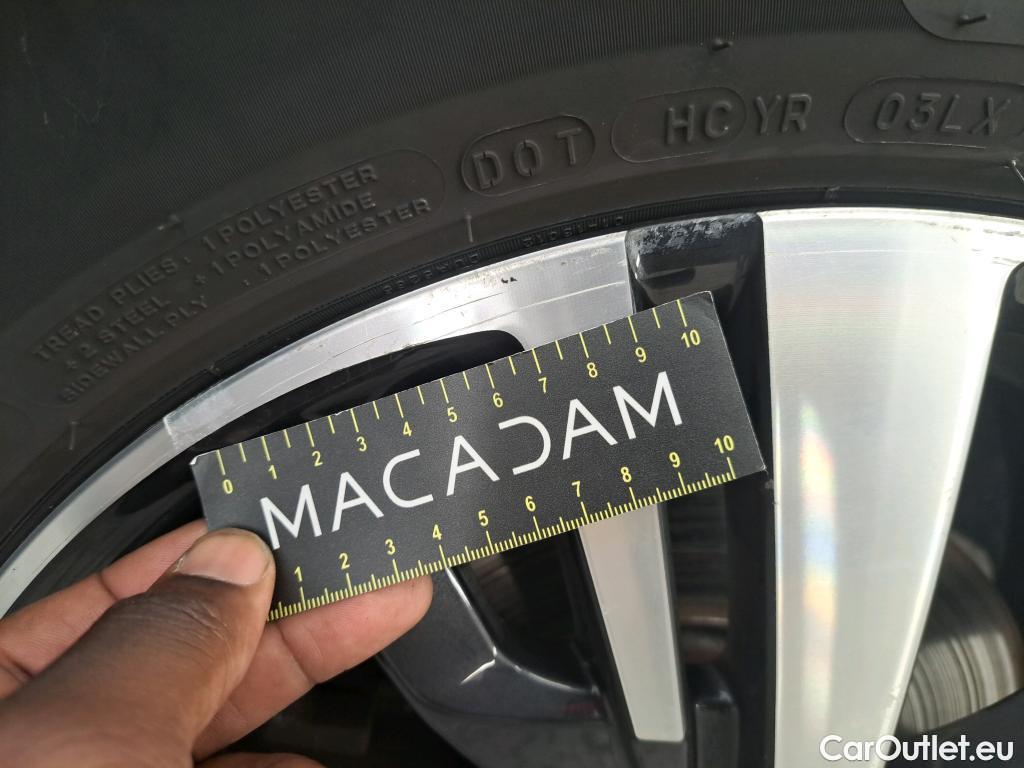 DOT HC YR 03LX
TREAD PLIES: 1 POLYESTER
+ 2 STEEL + 1 POLYAMIDE
SIDEWALL PLY : 1 POLYESTER
0 1 2 3 4 5 6 7 8 9 10
MACADAM
1 2 3 4 5 6 7 8 9 10
CarOutlet.eu